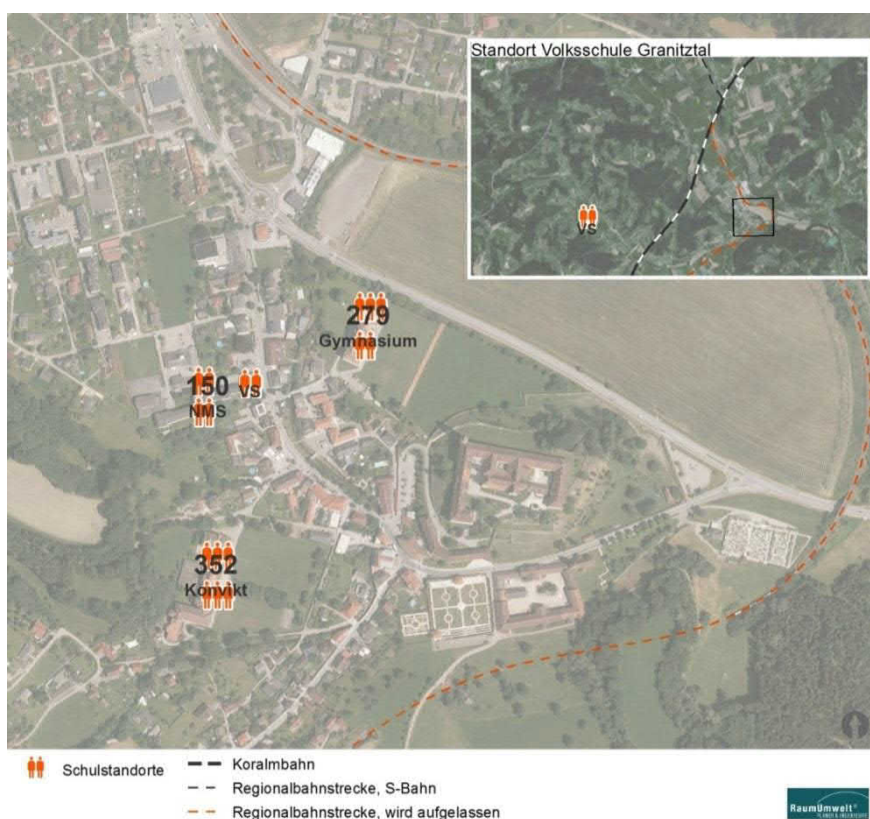 Standort Volksschule Granitztal
VS
279
Gymnasium
150
NMS
VS
352
Konvikt
Schulstandorte
Koralmbahn
Regionalbahnstrecke, S-Bahn
Regionalbahnstrecke, wird aufgelassen
RaumUmwelt®